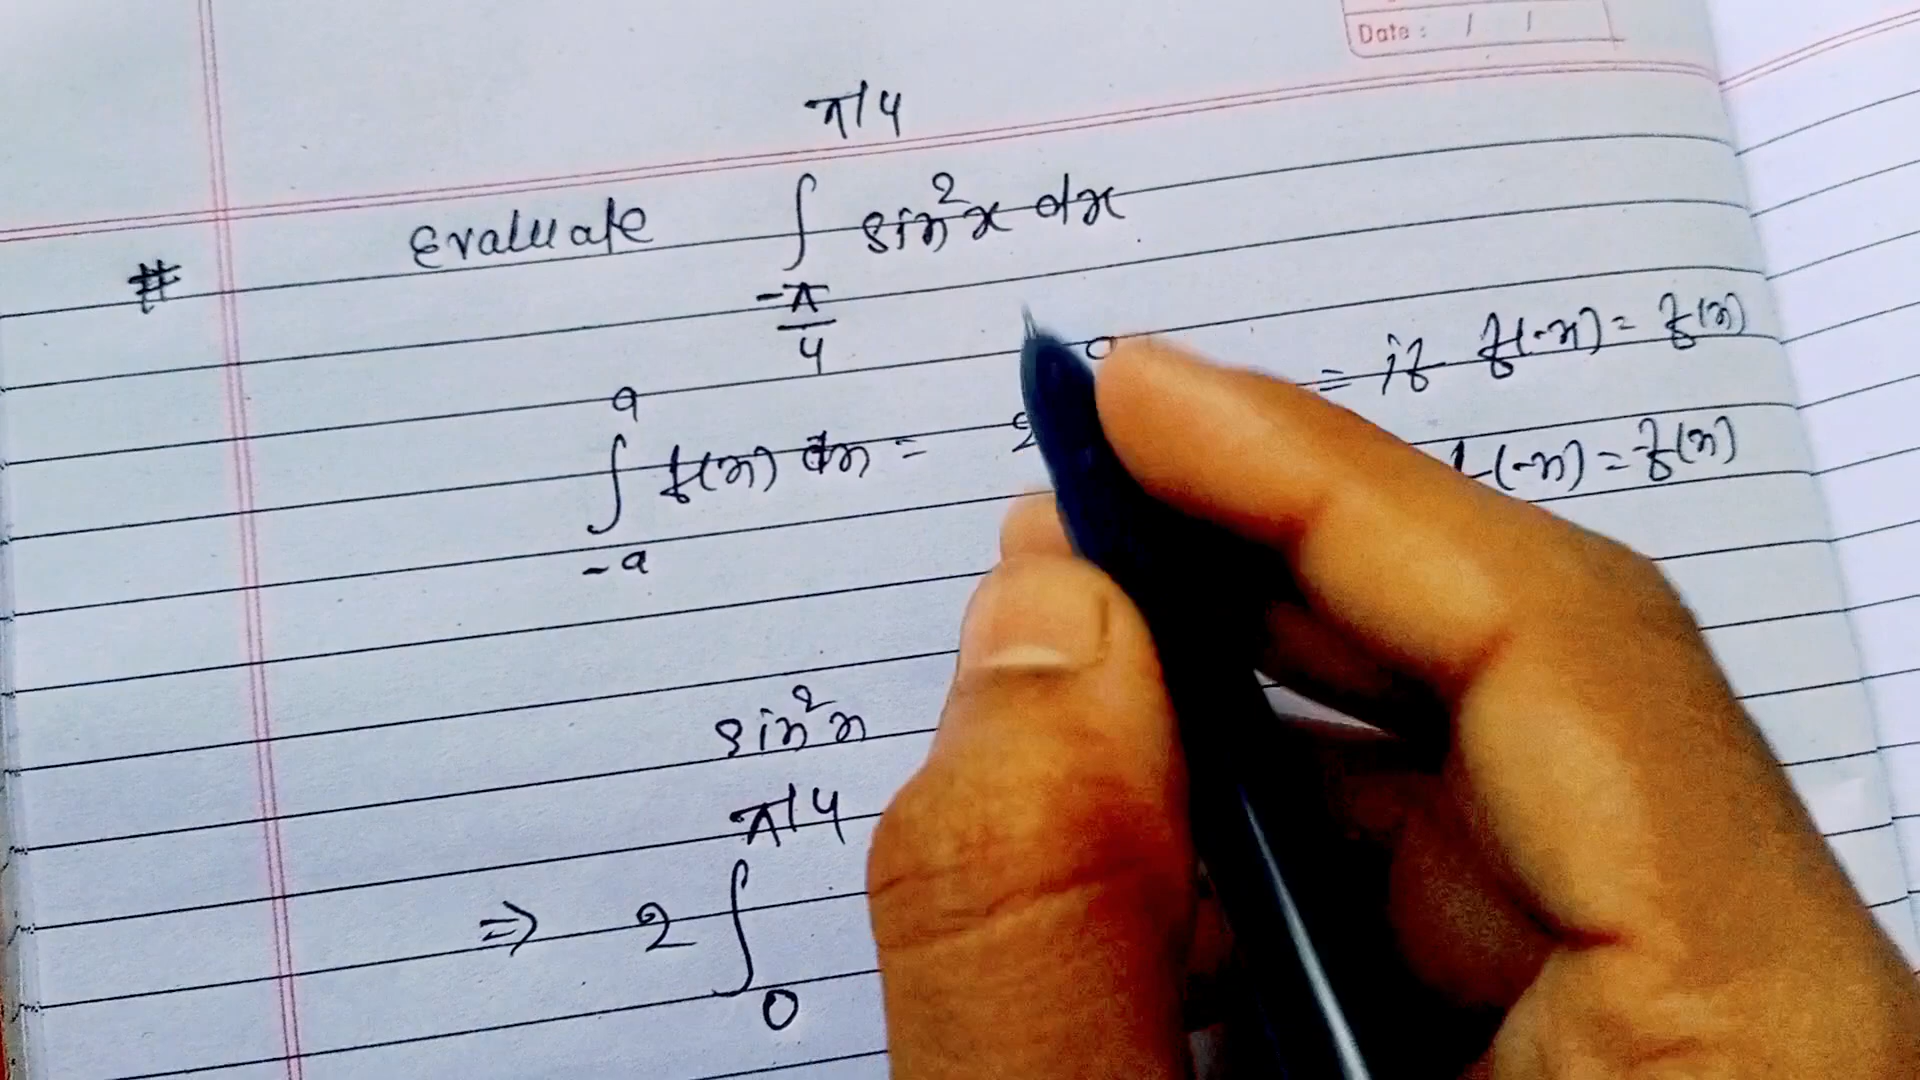 Date : / /
π/4
# Evaluate ∫ sin²x dx
-π/4
a
∫ f(x) dx = 2 = if f(-x) = f(x)
-a
f(-x) = f(x)
sin²x
π/4
⇒ 2 ∫
0